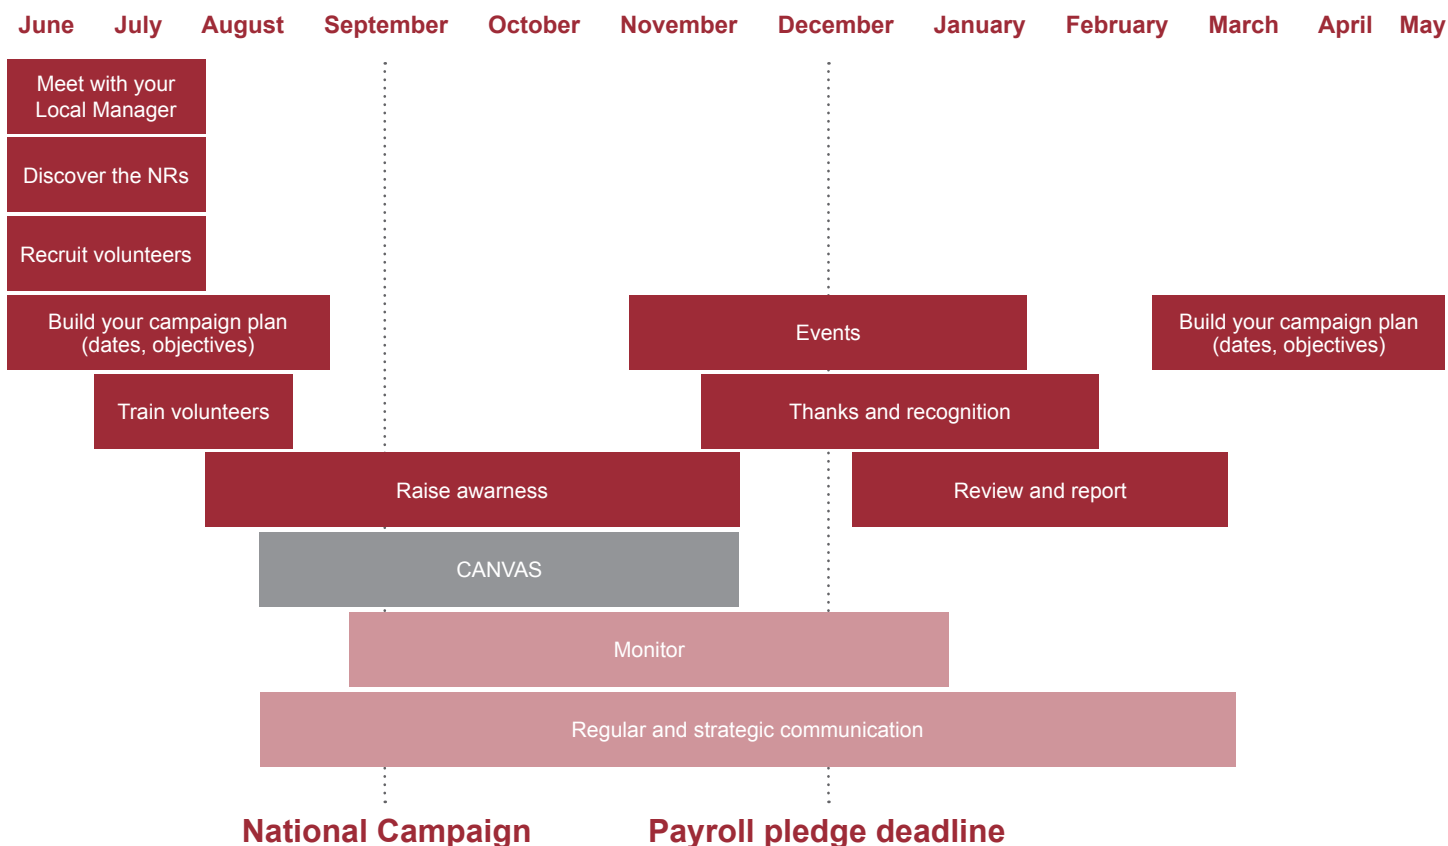 June July August September October November December January February March April May
Meet with your
Local Manager
Discover the NRs
Recruit volunteers
Build your campaign plan
(dates, objectives)
Events
Build your campaign plan
(dates, objectives)
Train volunteers
Thanks and recognition
Raise awarness
Review and report
CANVAS
Monitor
Regular and strategic communication
National Campaign
Payroll pledge deadline